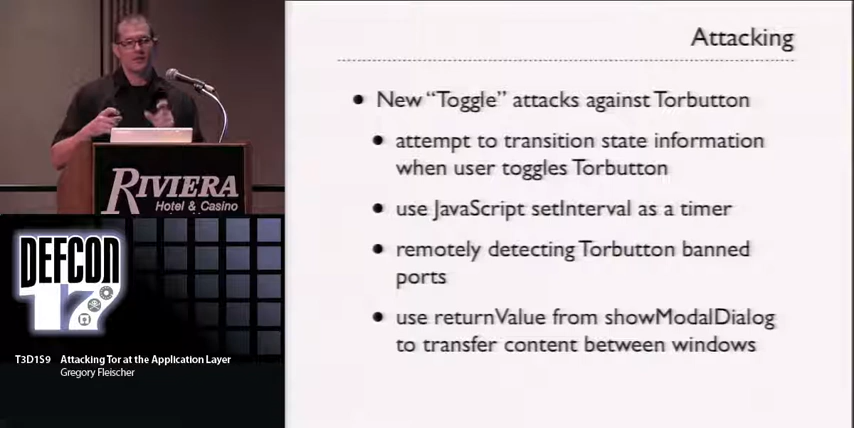 Attacking
• New “Toggle” attacks against Torbutton
• attempt to transition state information
when user toggles Torbutton
• use JavaScript setInterval as a timer
• remotely detecting Torbutton banned
ports
• use returnValue from showModalDialog
to transfer content between windows
RIVIERA
Hotel & Casino
DEFCON
17
T3D1S9 Attacking Tor at the Application Layer
Gregory Fleischer